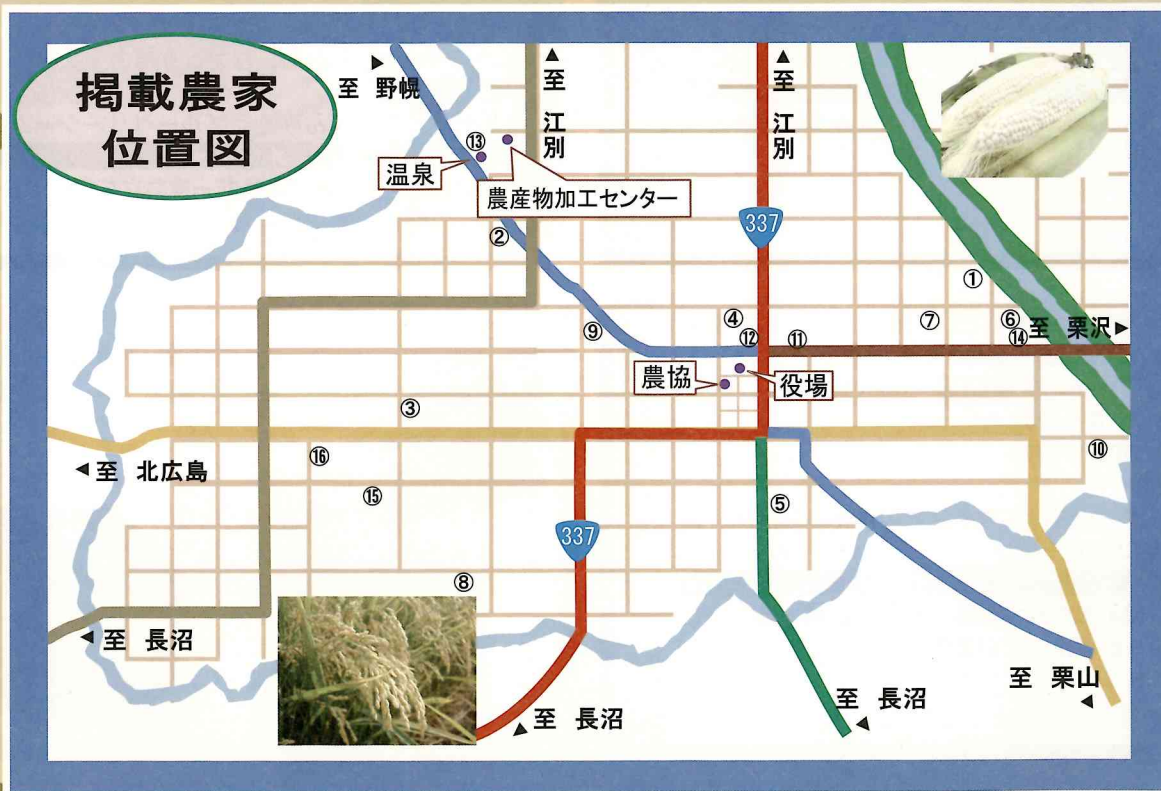 掲載農家
位置図
至 野幌
至 江別
至 江別
⑬
温泉
農産物加工センター
337
②
①
④
⑦
⑥
⑨
⑫
⑪
⑭
至 栗沢
農協
役場
③
⑯
⑩
至 北広島
⑮
⑤
337
⑧
至 長沼
至 栗山
至 長沼
至 長沼